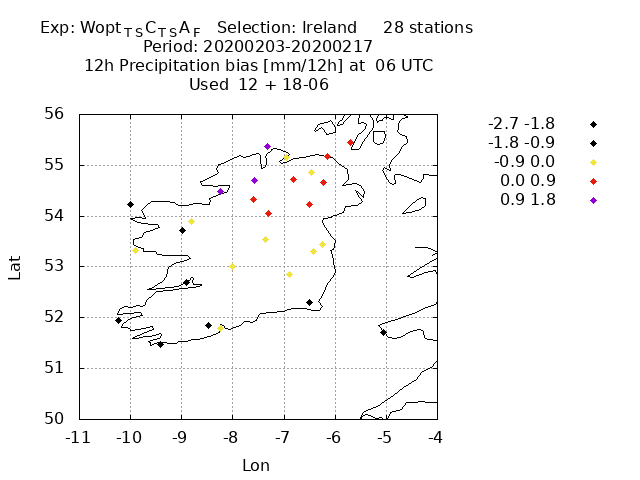 Exp: Wopt_TS C_TS A_F Selection: Ireland 28 stations
Period: 20200203-20200217
12h Precipitation bias [mm/12h] at 06 UTC
Used 12 + 18-06
-2.7 -1.8
-1.8 -0.9
-0.9 0.0
0.0 0.9
0.9 1.8
56
55
54
53
52
51
50
Lat
-11 -10 -9 -8 -7 -6 -5 -4
Lon